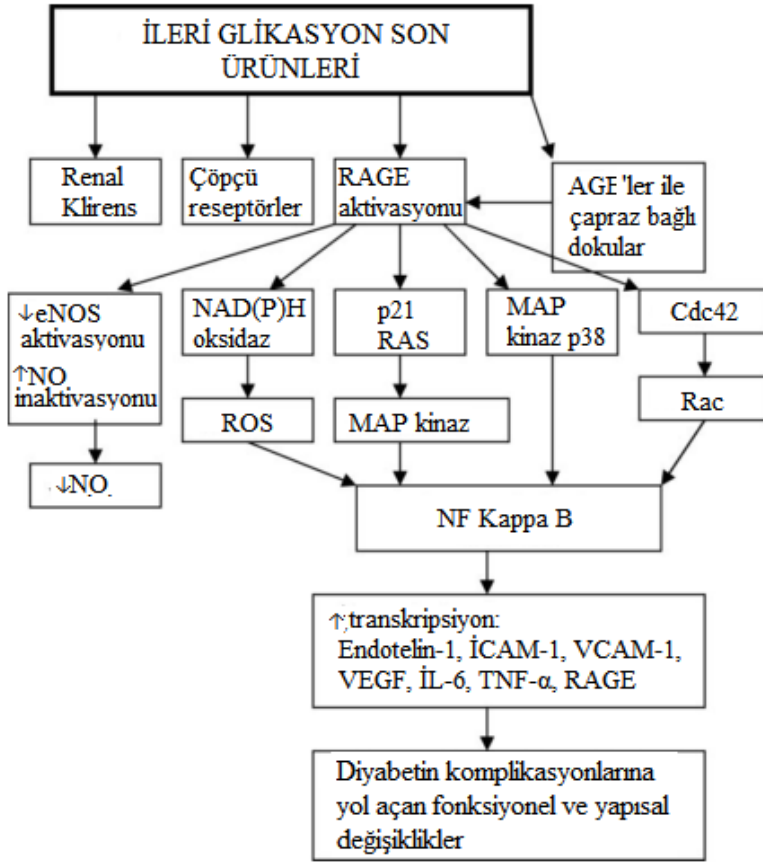 İLERİ GLİKASYON SON
ÜRÜNLERİ
Renal
Klirens
Çöpçü
reseptörler
RAGE
aktivasyonu
AGE'ler ile
çapraz bağlı
dokular
↓eNOS
aktivasyonu
↑NO
inaktivasyonu
NAD(P)H
oksidaz
p21
RAS
MAP
kinaz p38
Cdc42
↓NO
ROS
MAP kinaz
Rac
NF Kappa B
↑transkripsiyon:
Endotelin-1, İCAM-1, VCAM-1,
VEGF, İL-6, TNF-α, RAGE
Diyabetin komplikasyonlarına
yol açan fonksiyonel ve yapısal
değişiklikler